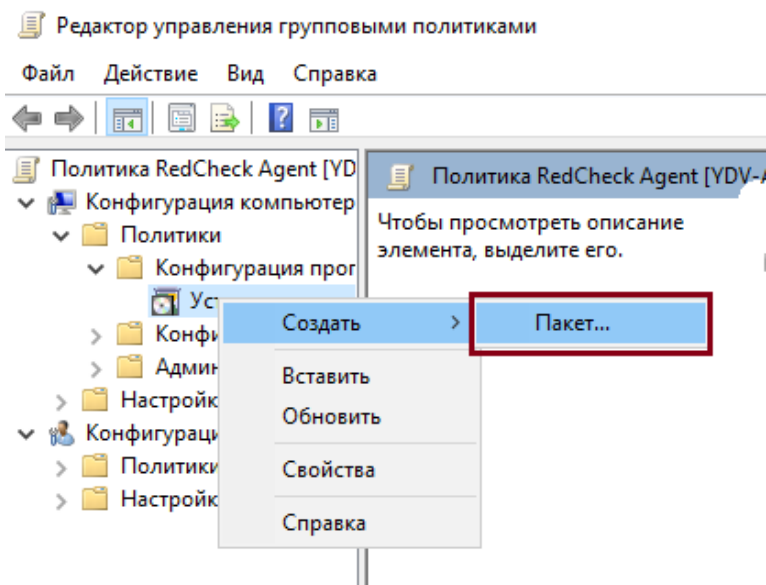 Редактор управления групповыми политиками
Файл Действие Вид Справка
Политика RedCheck Agent [YD
Конфигурация компьютер
Политики
Конфигурация прог
Уст
Конфи
Админ
Настройк
Конфигураци
Политики
Настройк
Политика RedCheck Agent [YDV-A
Чтобы просмотреть описание
элемента, выделите его.
Создать
Пакет...
Вставить
Обновить
Свойства
Справка